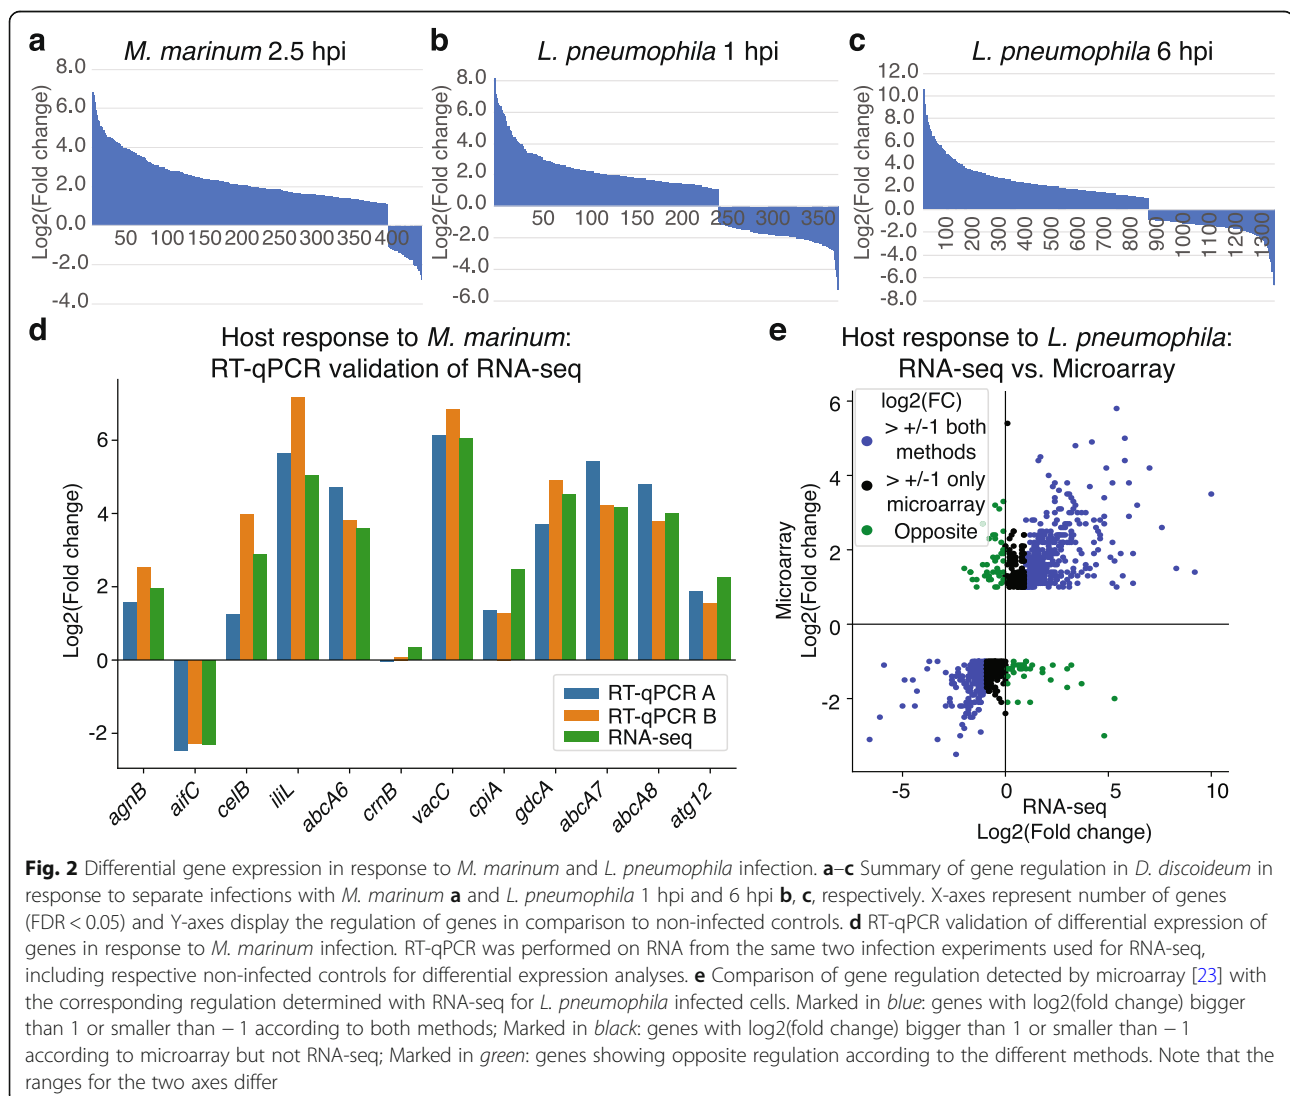 a
M. marinum 2.5 hpi
Log2(Fold change)
8.0
6.0
4.0
2.0
0.0
-2.0
-4.0
50 100 150 200 250 300 350 400
b
L. pneumophila 1 hpi
Log2(Fold change)
8.0
6.0
4.0
2.0
0.0
-2.0
-4.0
-6.0
50 100 150 200 250 300 350
c
L. pneumophila 6 hpi
Log2(Fold change)
12.0
10.0
8.0
6.0
4.0
2.0
0.0
-2.0
-4.0
-6.0
-8.0
100 200 300 400 500 600 700 800 900 1000 1100 1200 1300
d
Host response to M. marinum:
RT-qPCR validation of RNA-seq
Log2(Fold change)
6
4
2
0
-2
RT-qPCR A
RT-qPCR B
RNA-seq
agnB aifC celB iliL abcA6 crnB vacC cpiA gdcA abcA7 abcA8 atg12
e
Host response to L. pneumophila:
RNA-seq vs. Microarray
Microarray
Log2(Fold change)
6
4
2
0
-2
log2(FC)
> +/-1 both
methods
> +/-1 only
microarray
Opposite
-5 0 5 10
RNA-seq
Log2(Fold change)
Fig. 2 Differential gene expression in response to M. marinum and L. pneumophila infection. a–c Summary of gene regulation in D. discoideum in
response to separate infections with M. marinum a and L. pneumophila 1 hpi and 6 hpi b, c, respectively. X-axes represent number of genes
(FDR < 0.05) and Y-axes display the regulation of genes in comparison to non-infected controls. d RT-qPCR validation of differential expression of
genes in response to M. marinum infection. RT-qPCR was performed on RNA from the same two infection experiments used for RNA-seq,
including respective non-infected controls for differential expression analyses. e Comparison of gene regulation detected by microarray [23] with
the corresponding regulation determined with RNA-seq for L. pneumophila infected cells. Marked in blue: genes with log2(fold change) bigger
than 1 or smaller than − 1 according to both methods; Marked in black: genes with log2(fold change) bigger than 1 or smaller than − 1
according to microarray but not RNA-seq; Marked in green: genes showing opposite regulation according to the different methods. Note that the
ranges for the two axes differ